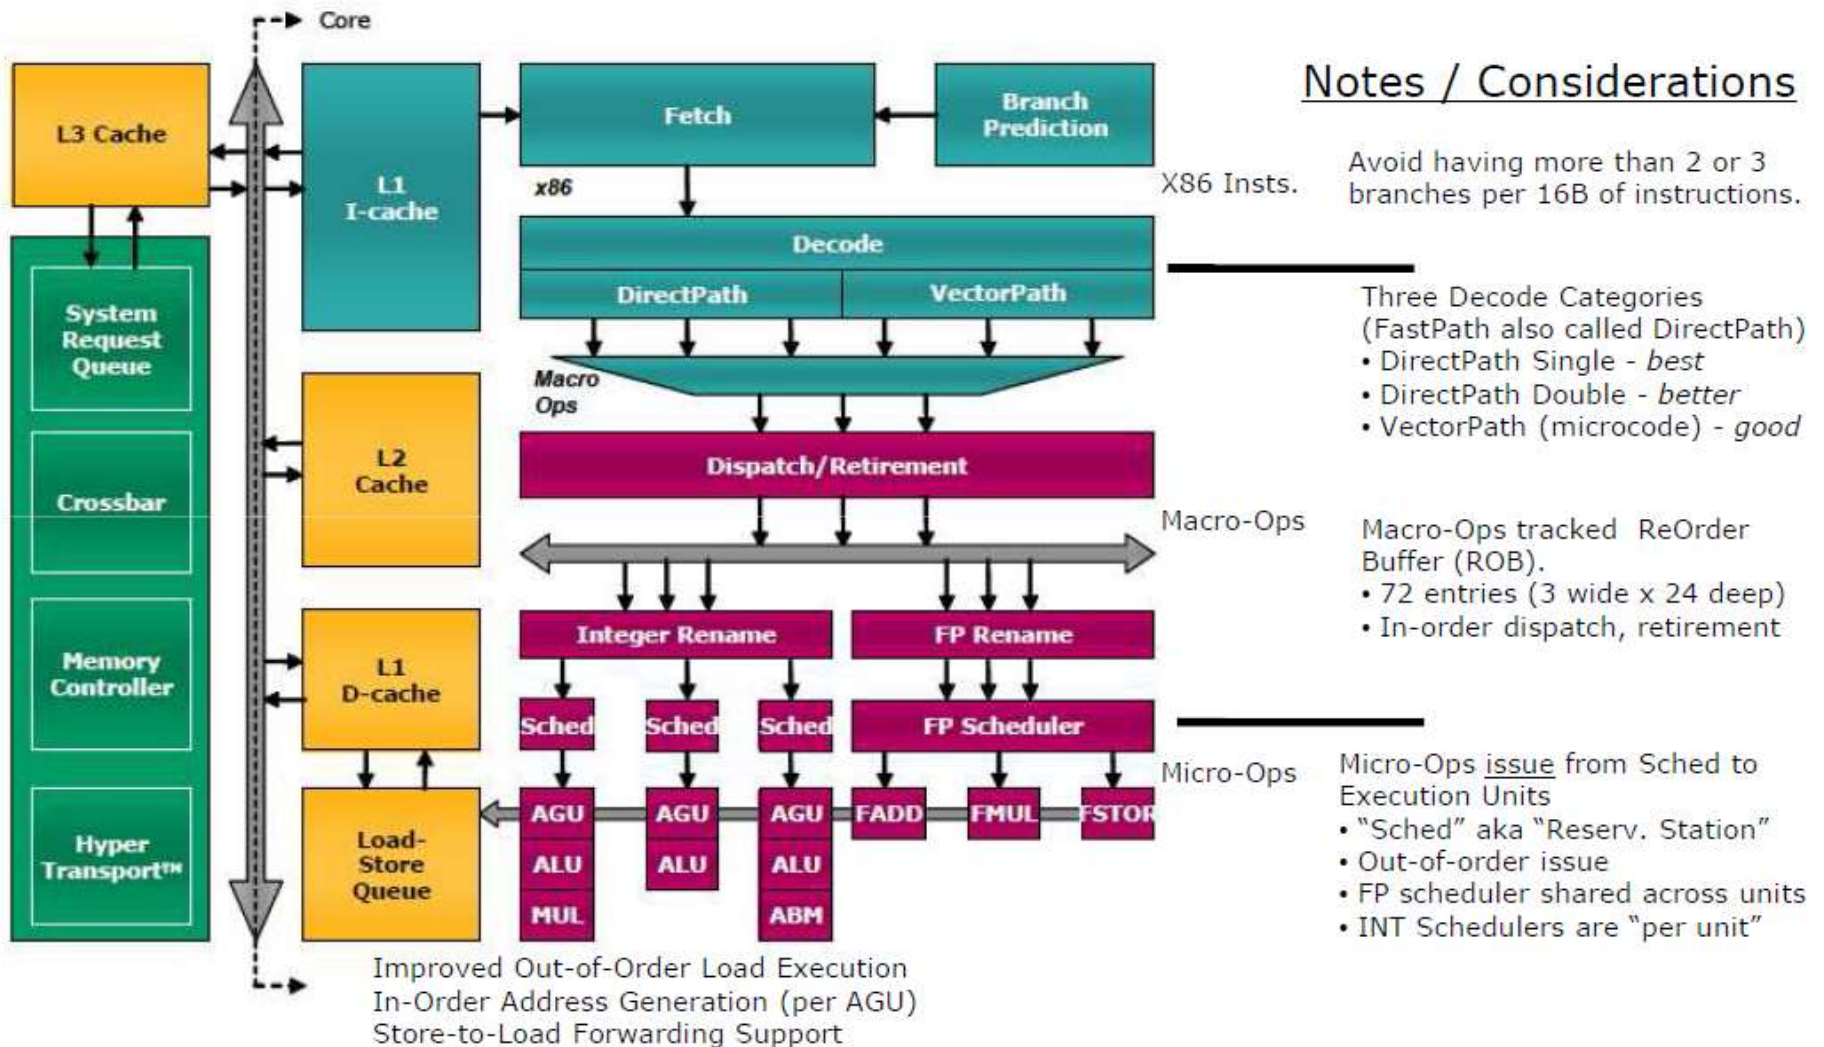 Core
L3 Cache
System
Request
Queue
Crossbar
Memory
Controller
Hyper
Transport™
L1
I-cache
L2
Cache
L1
D-cache
Load-
Store
Queue
Fetch
Branch
Prediction
x86
Decode
DirectPath
VectorPath
Macro
Ops
Dispatch/Retirement
Integer Rename
FP Rename
Sched
Sched
Sched
FP Scheduler
AGU
AGU
AGU
FADD
FMUL
FSTOR
ALU
ALU
ALU
MUL
ABM
Improved Out-of-Order Load Execution
In-Order Address Generation (per AGU)
Store-to-Load Forwarding Support
X86 Insts.
Macro-Ops
Micro-Ops
Notes / Considerations
Avoid having more than 2 or 3
branches per 16B of instructions.
Three Decode Categories
(FastPath also called DirectPath)
• DirectPath Single - best
• DirectPath Double - better
• VectorPath (microcode) - good
Macro-Ops tracked ReOrder
Buffer (ROB).
• 72 entries (3 wide x 24 deep)
• In-order dispatch, retirement
Micro-Ops issue from Sched to
Execution Units
• “Sched” aka “Reserv. Station”
• Out-of-order issue
• FP scheduler shared across units
• INT Schedulers are “per unit”